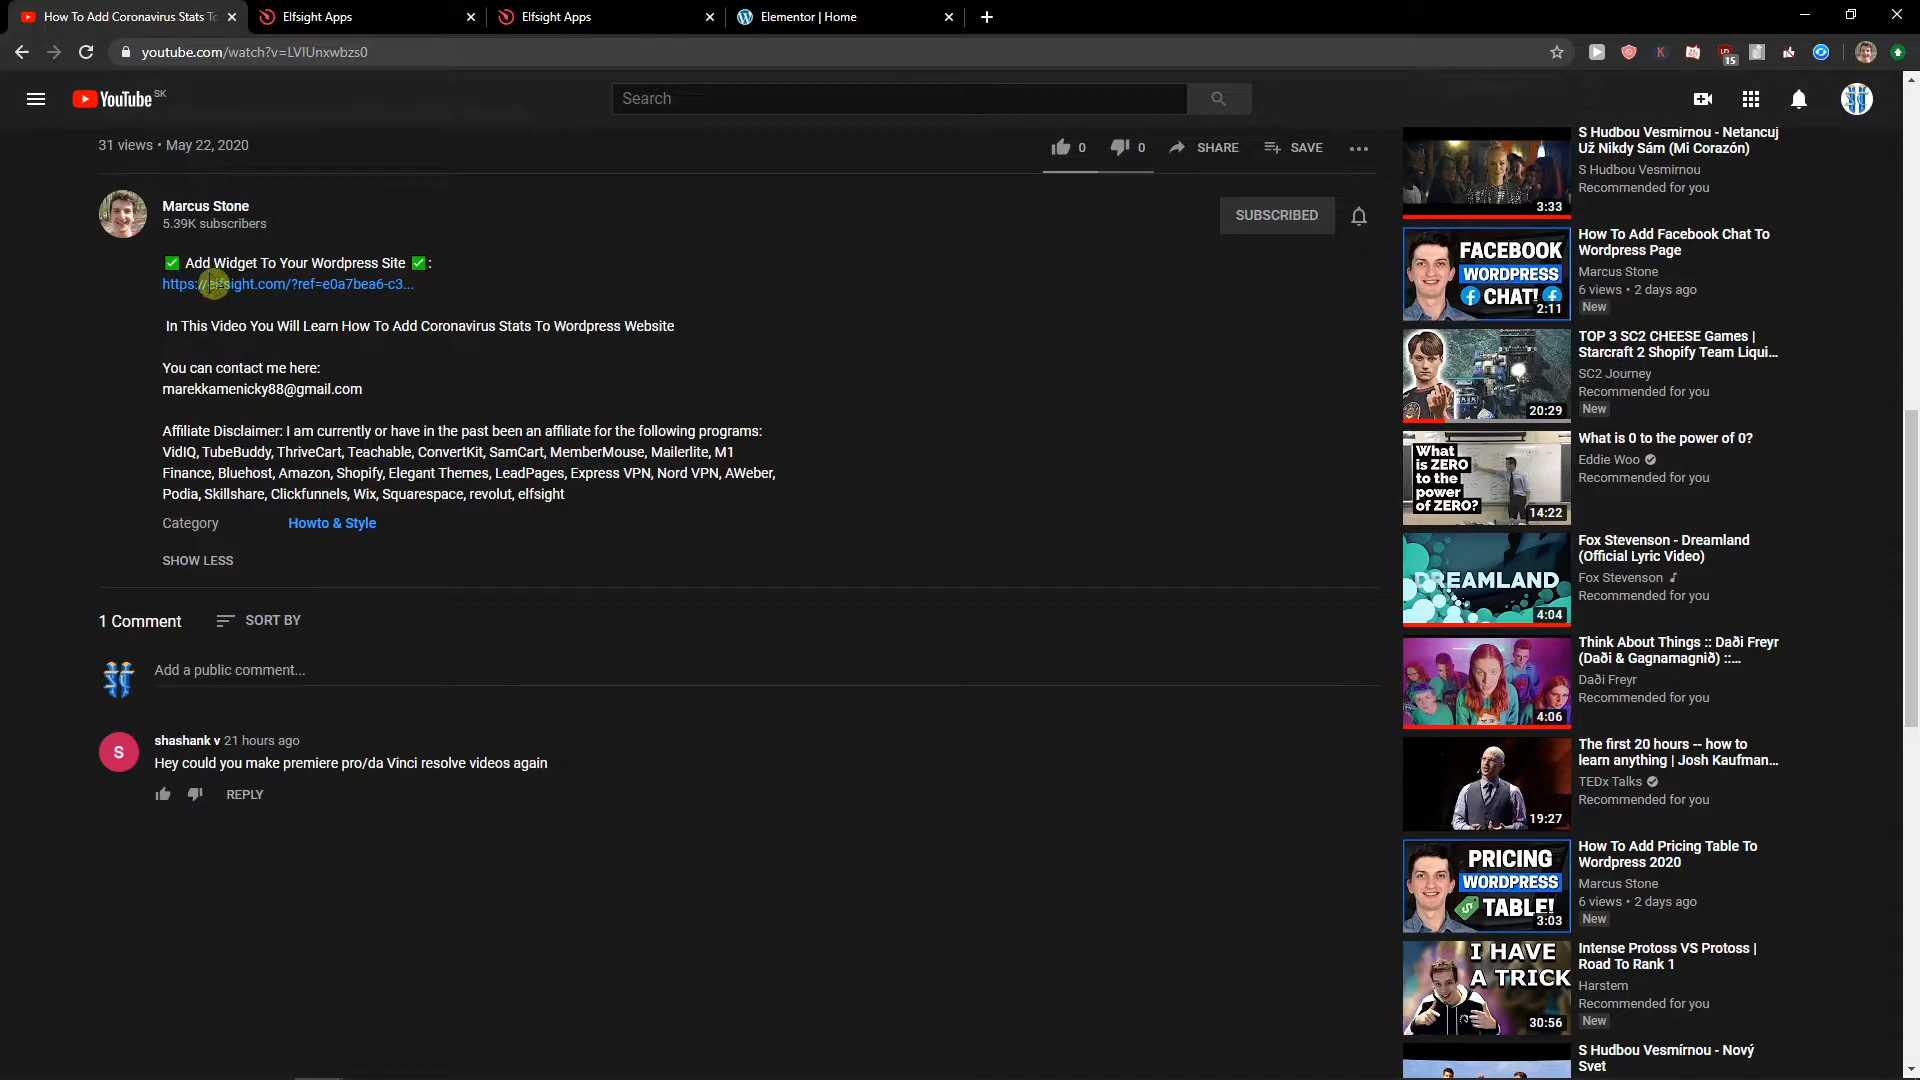 How To Add Coronavirus Stats To
Elfsight Apps
Elfsight Apps
Elementor | Home
youtube.com/watch?v=LVIUnxwbzs0
15
YouTube SK
Search
31 views • May 22, 2020
0
0
SHARE
SAVE
Marcus Stone
5.39K subscribers
SUBSCRIBED
✅ Add Widget To Your Wordpress Site ✅ :
https://elfsight.com/?ref=e0a7bea6-c3...
In This Video You Will Learn How To Add Coronavirus Stats To Wordpress Website
You can contact me here:
marekkamenicky88@gmail.com
Affiliate Disclaimer: I am currently or have in the past been an affiliate for the following programs:
VidIQ, TubeBuddy, ThriveCart, Teachable, ConvertKit, SamCart, MemberMouse, Mailerlite, M1
Finance, Bluehost, Amazon, Shopify, Elegant Themes, LeadPages, Express VPN, Nord VPN, AWeber,
Podia, Skillshare, Clickfunnels, Wix, Squarespace, revolut, elfsight
Category
Howto & Style
SHOW LESS
1 Comment
SORT BY
Add a public comment...
S
shashank v 21 hours ago
Hey could you make premiere pro/da Vinci resolve videos again
REPLY
3:33
S Hudbou Vesmirnou - Netancuj
Už Nikdy Sám (Mi Corazón)
S Hudbou Vesmirnou
Recommended for you
FACEBOOK
WORDPRESS
CHAT!
2:11
How To Add Facebook Chat To
Wordpress Page
Marcus Stone
6 views • 2 days ago
New
20:29
TOP 3 SC2 CHEESE Games |
Starcraft 2 Shopify Team Liqui...
SC2 Journey
Recommended for you
New
What
is ZERO
to the
power
of ZERO?
14:22
What is 0 to the power of 0?
Eddie Woo
Recommended for you
DREAMLAND
4:04
Fox Stevenson - Dreamland
(Official Lyric Video)
Fox Stevenson
Recommended for you
4:06
Think About Things :: Daði Freyr
(Daði & Gagnamagnið) ::...
Daði Freyr
Recommended for you
19:27
The first 20 hours -- how to
learn anything | Josh Kaufman...
TEDx Talks
Recommended for you
PRICING
WORDPRESS
TABLE!
3:03
How To Add Pricing Table To
Wordpress 2020
Marcus Stone
6 views • 2 days ago
New
I HAVE
A TRICK
30:56
Intense Protoss VS Protoss |
Road To Rank 1
Harstem
Recommended for you
New
S Hudbou Vesmírnou - Nový
Svet